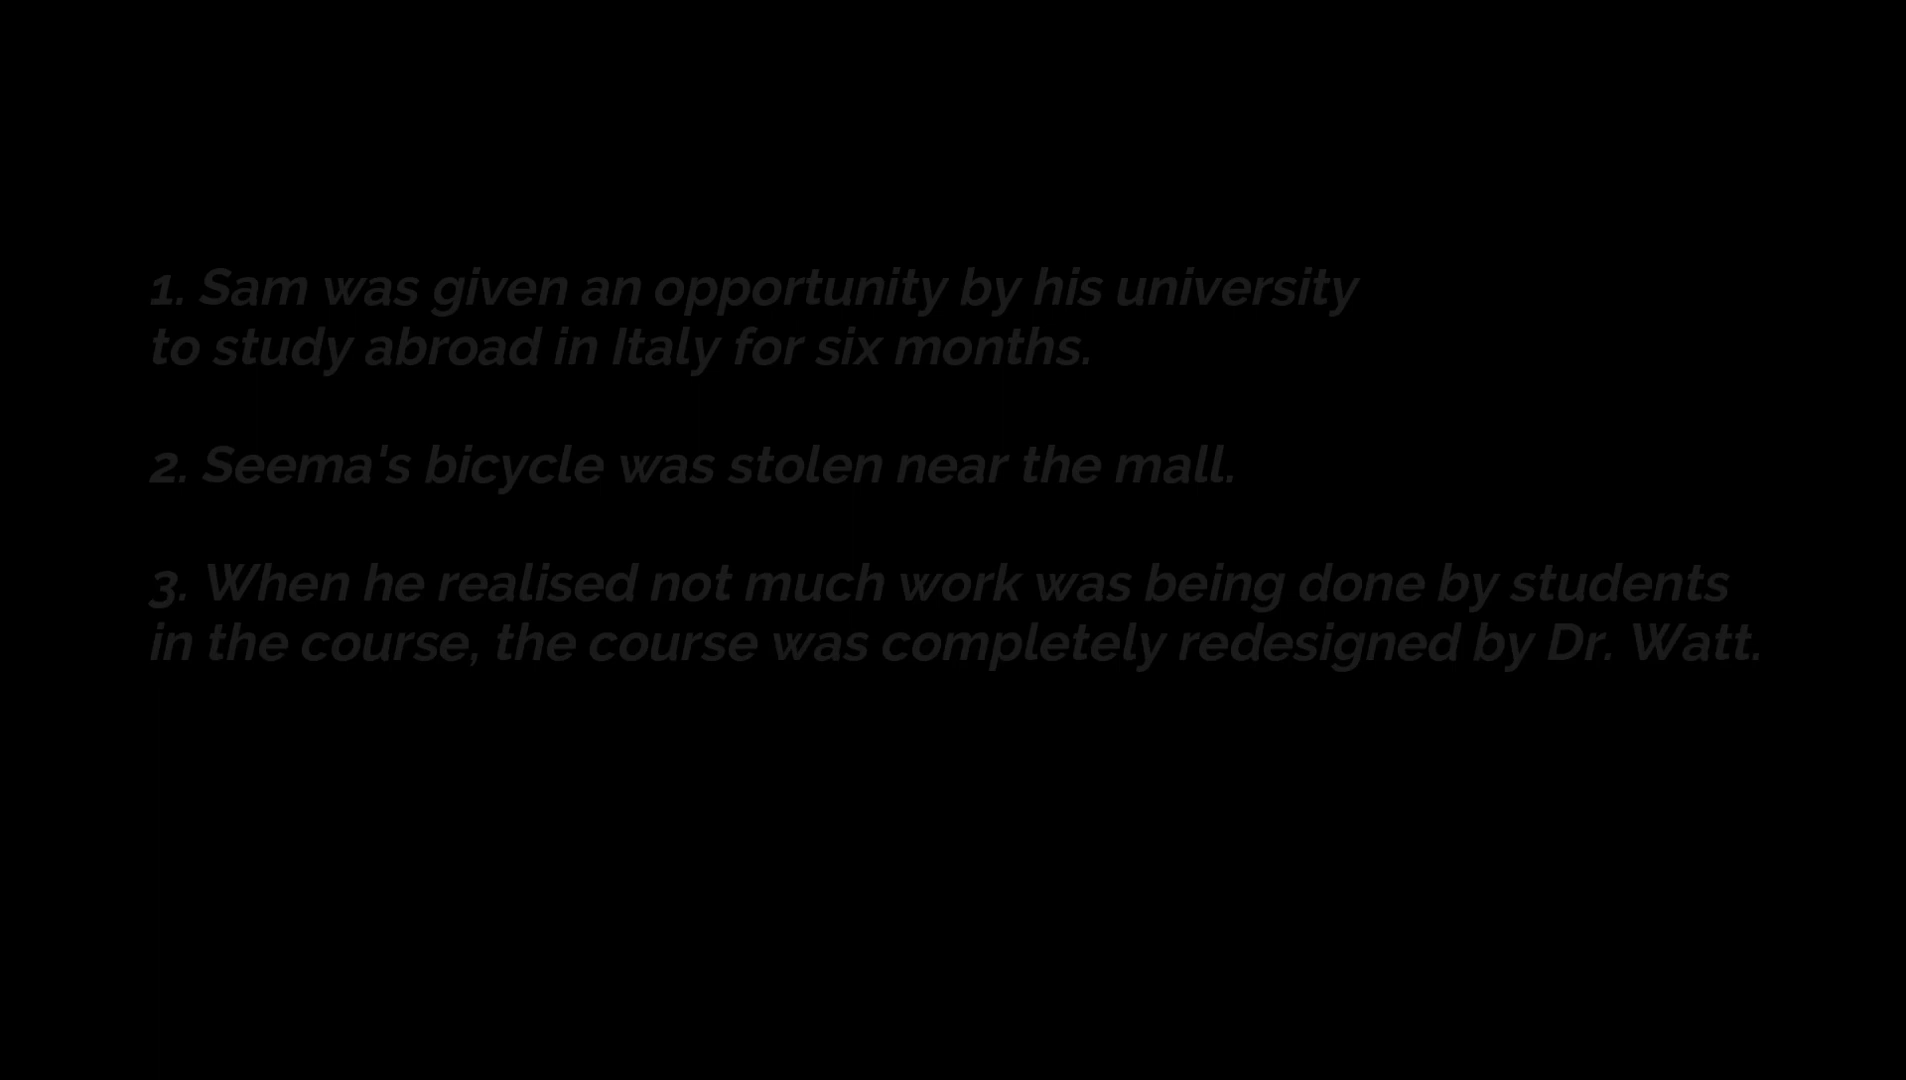 1. Sam was given an opportunity by his university
to study abroad in Italy for six months.
2. Seema's bicycle was stolen near the mall.
3. When he realised not much work was being done by students
in the course, the course was completely redesigned by Dr. Watt.